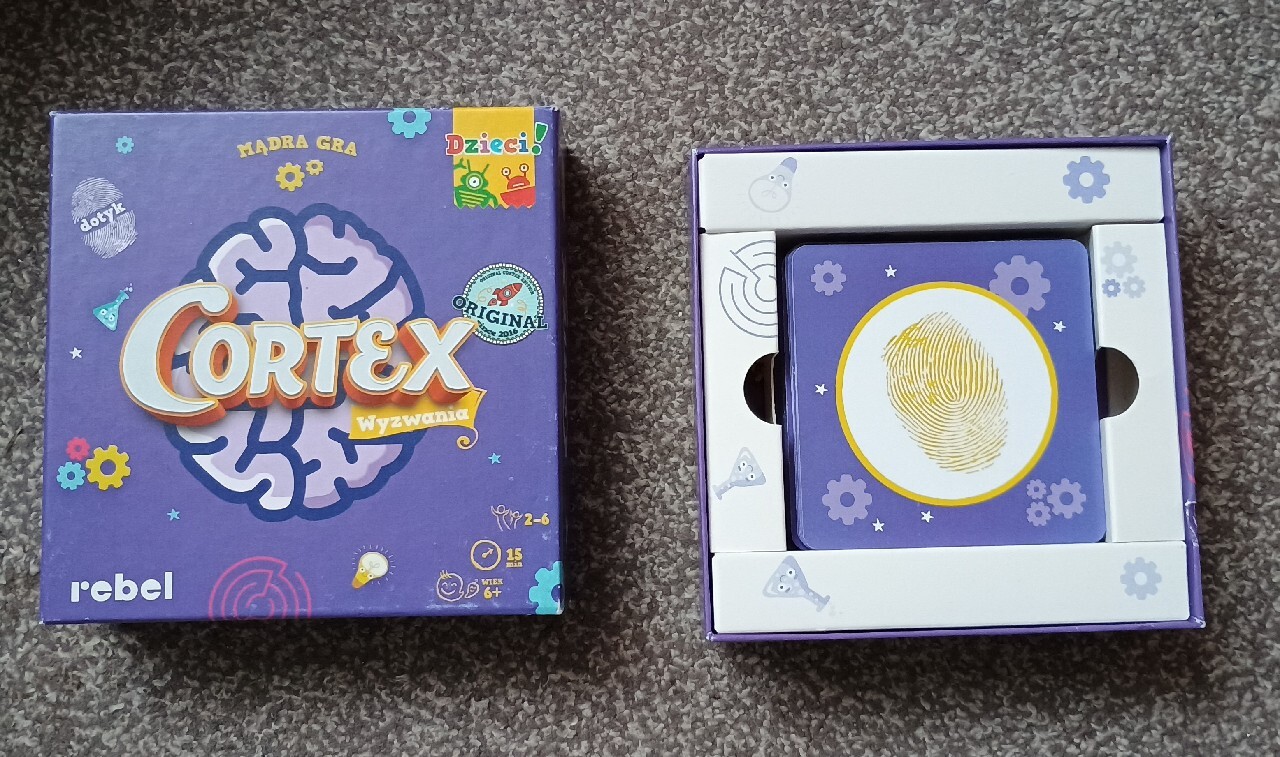 MĄDRA GRA
Dzieci!
dotyk
ORIGINAL
CORTEX
Wyzwania
2-6
15
min
WIEK
6+
rebel